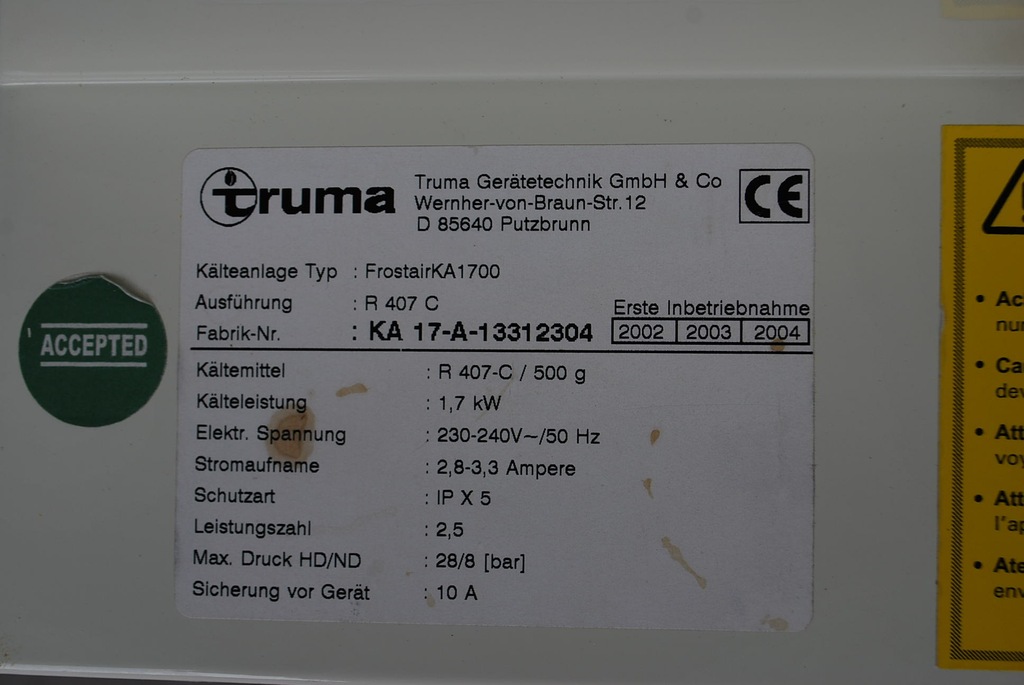 truma
Truma Gerätetechnik GmbH & Co
Wernher-von-Braun-Str.12
D 85640 Putzbrunn
CE
Kälteanlage Typ : FrostairKA1700
Ausführung : R 407 C
Erste Inbetriebnahme
Fabrik-Nr. : KA 17-A-13312304
2002 2003 2004
Kältemittel : R 407-C / 500 g
Kälteleistung : 1,7 kW
Elektr. Spannung : 230-240V~/50 Hz
Stromaufname : 2,8-3,3 Ampere
Schutzart : IP X 5
Leistungszahl : 2,5
Max. Druck HD/ND : 28/8 [bar]
Sicherung vor Gerät : 10 A
ACCEPTED